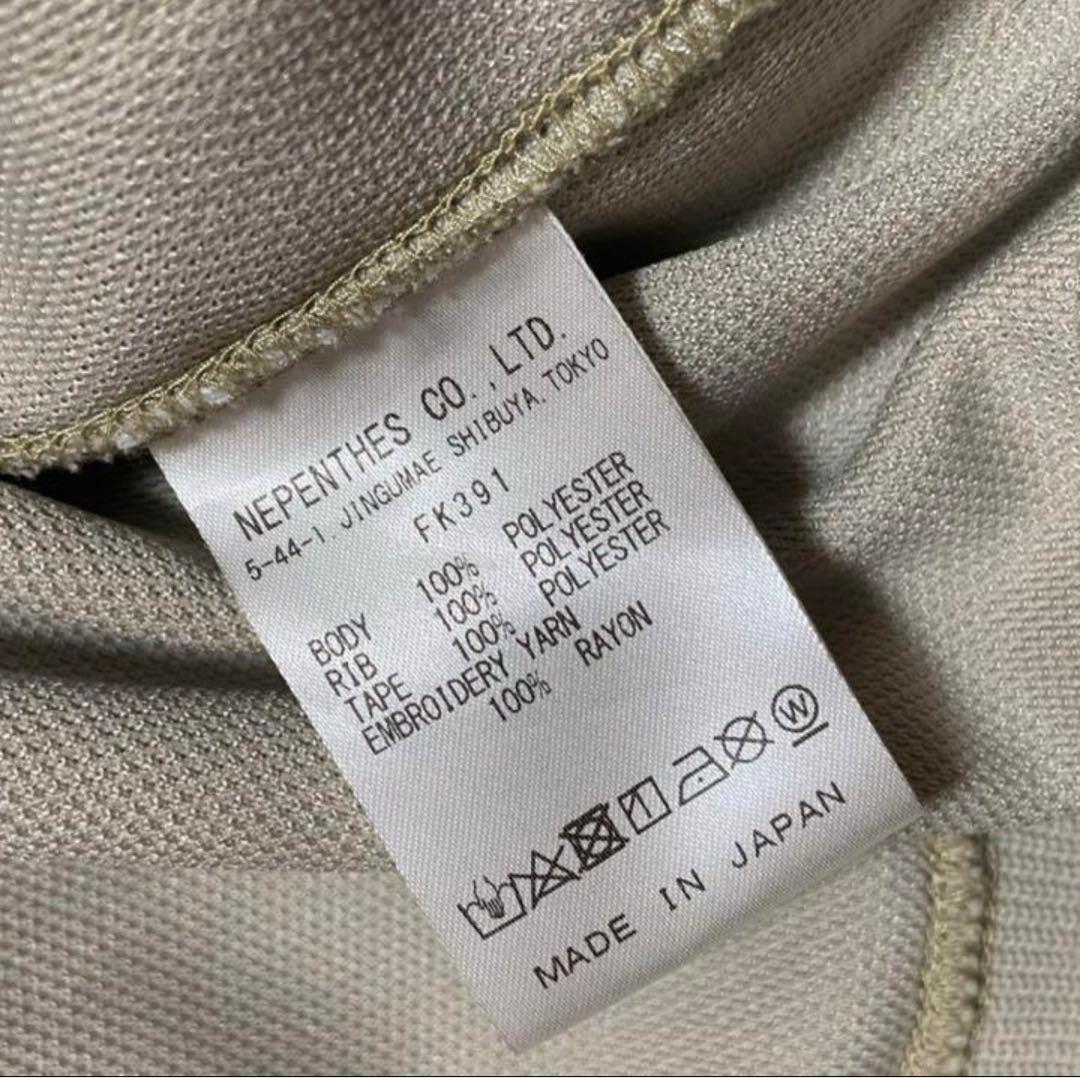 NEPENTHES CO.,LTD.
5-44-1.JINGUMAE SHIBUYA.TOKYO
FK391
BODY 100% POLYESTER
RIB 100% POLYESTER
TAPE 100% POLYESTER
EMBROIDERY YARN
100% RAYON
W
MADE IN JAPAN